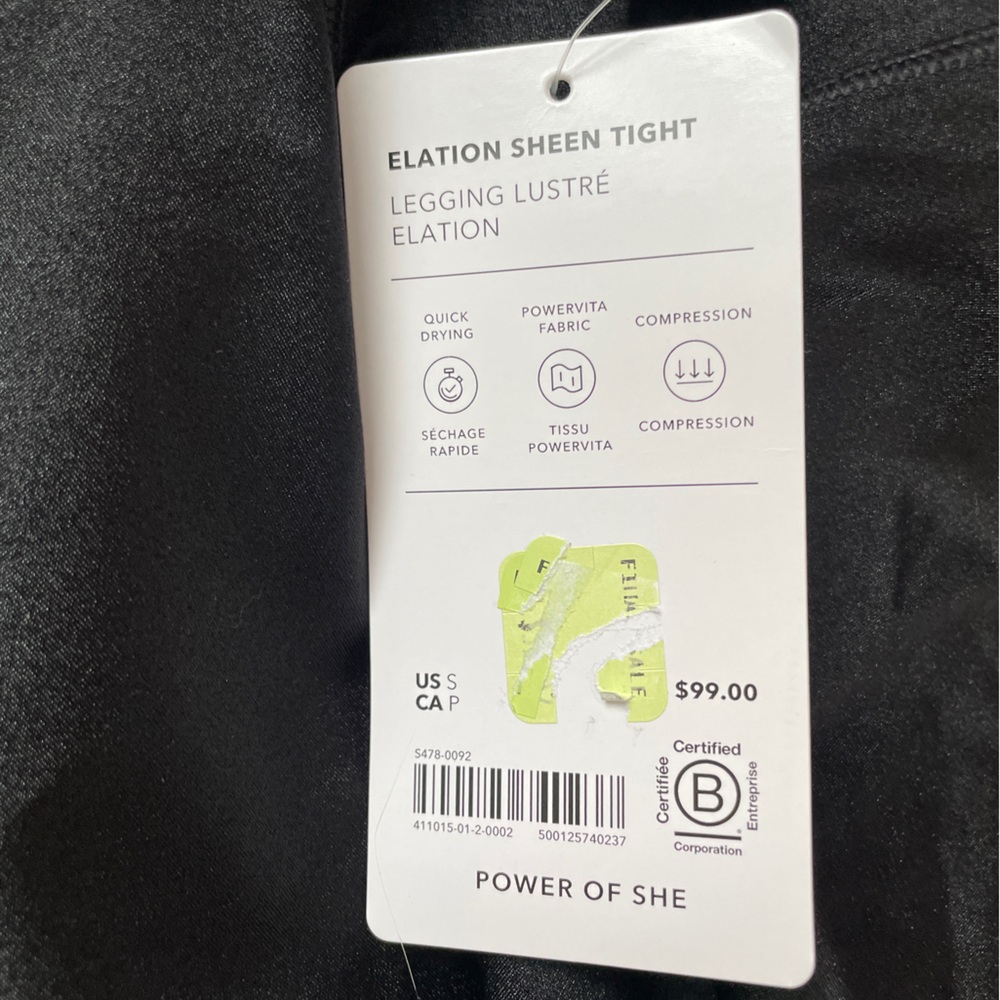 ELATION SHEEN TIGHT
LEGGING LUSTRÉ
ELATION
QUICK
DRYING
POWERVITA
FABRIC
COMPRESSION
SÉCHAGE
RAPIDE
TISSU
POWERVITA
COMPRESSION
US S
CA P
$99.00
S478-0092
411015-01-2-0002 500125740237
Certified
Certifiée
B
Entreprise
Corporation
POWER OF SHE